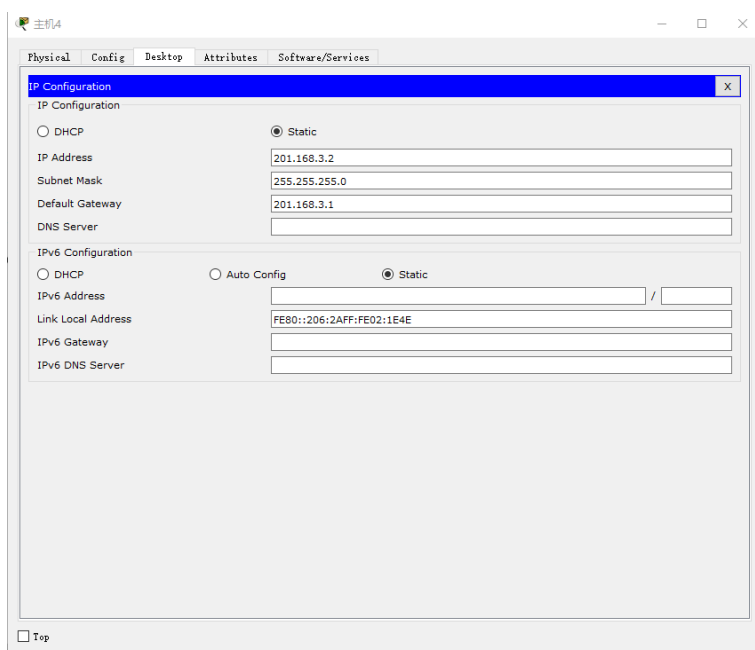 主机4
Physical Config Desktop Attributes Software/Services
IP Configuration X
IP Configuration
DHCP Static
IP Address 201.168.3.2
Subnet Mask 255.255.255.0
Default Gateway 201.168.3.1
DNS Server
IPv6 Configuration
DHCP Auto Config Static
IPv6 Address /
Link Local Address FE80::206:2AFF:FE02:1E4E
IPv6 Gateway
IPv6 DNS Server
Top